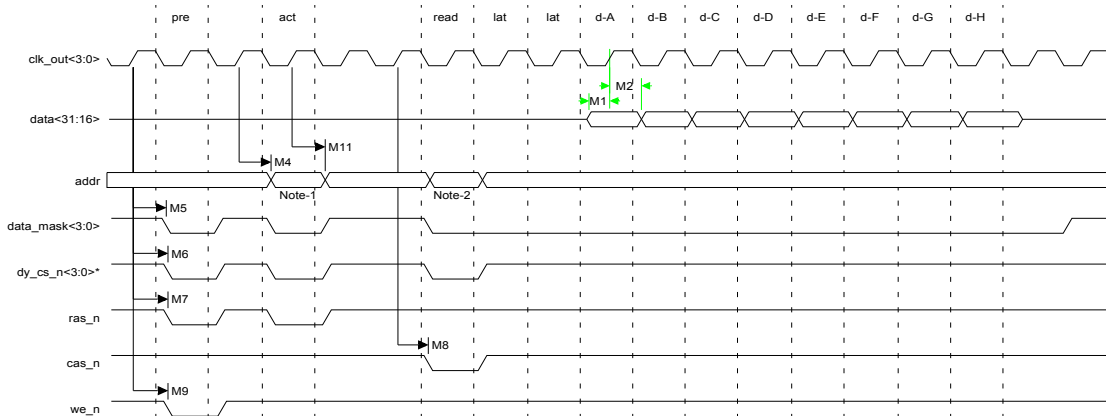 pre act read lat lat d-A d-B d-C d-D d-E d-F d-G d-H
clk_out<3:0>
M2
M1
data<31:16>
M11
M4
addr
Note-1 Note-2
M5
data_mask<3:0>
M6
dy_cs_n<3:0>*
M7
ras_n
M8
cas_n
M9
we_n